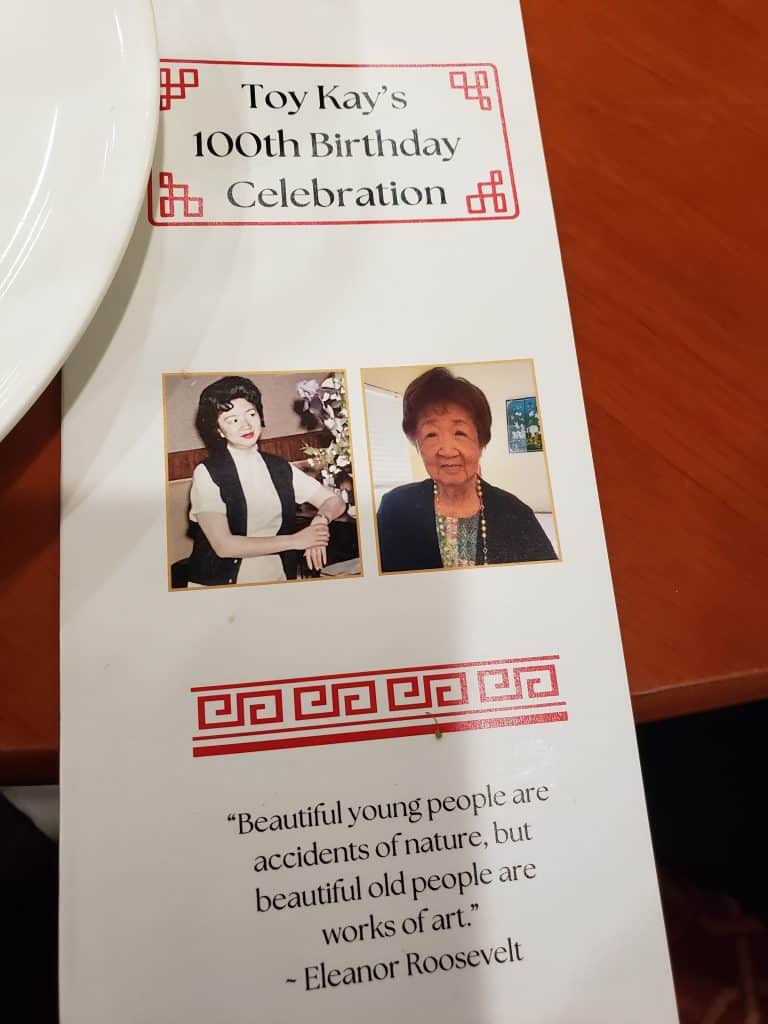 Toy Kay's
100th Birthday
Celebration
“Beautiful young people are
accidents of nature, but
beautiful old people are
works of art.”
~ Eleanor Roosevelt